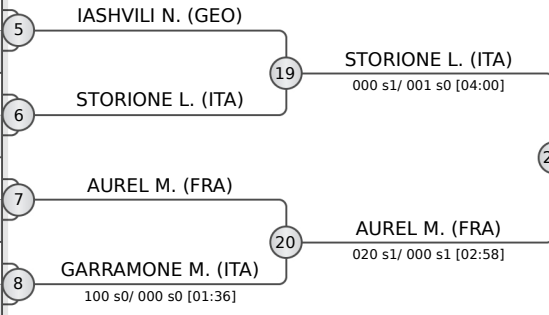 IASHVILI N. (GEO)
5
19
STORIONE L. (ITA)
000 s1/ 001 s0 [04:00]
STORIONE L. (ITA)
6
AUREL M. (FRA)
7
20
AUREL M. (FRA)
020 s1/ 000 s1 [02:58]
GARRAMONE M. (ITA)
8
100 s0/ 000 s0 [01:36]